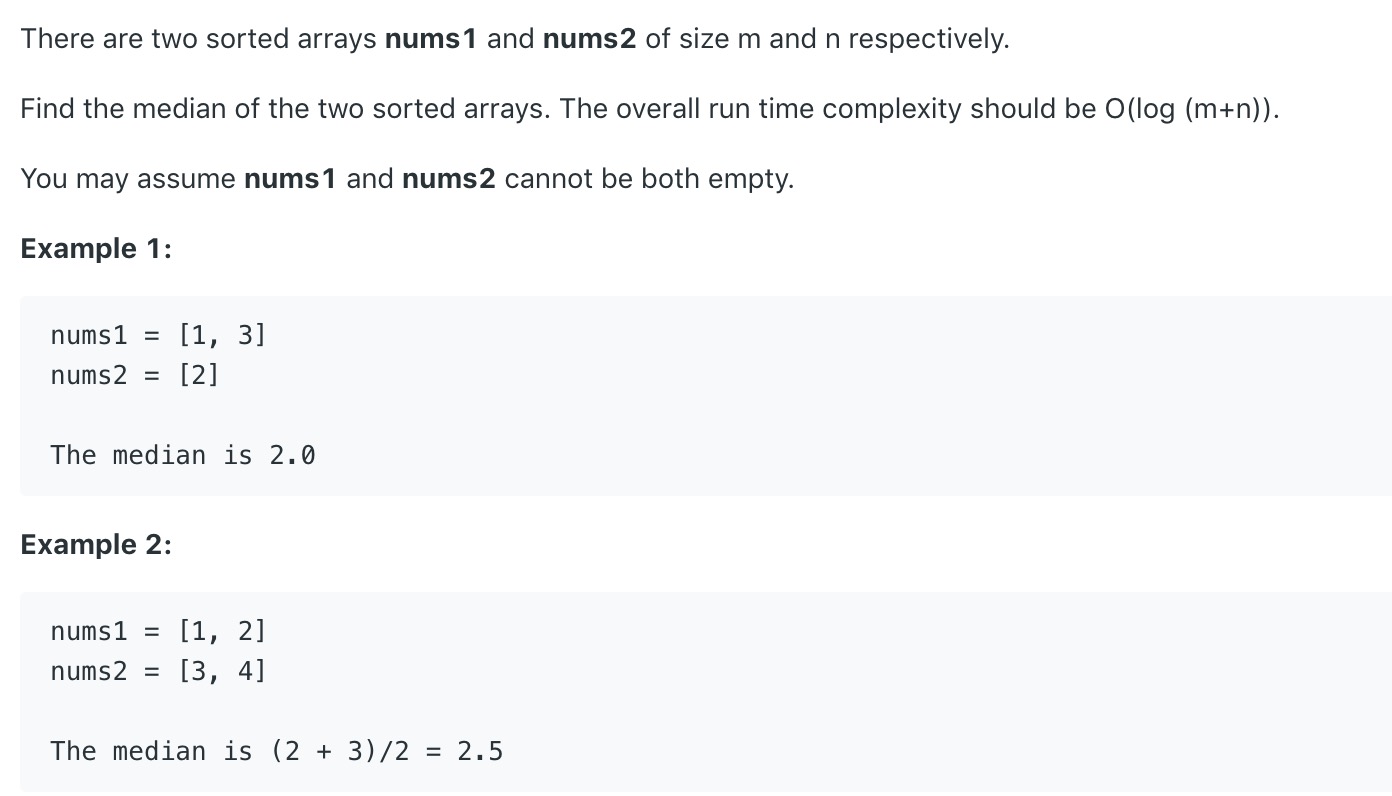 There are two sorted arrays nums1 and nums2 of size m and n respectively.
Find the median of the two sorted arrays. The overall run time complexity should be O(log (m+n)).
You may assume nums1 and nums2 cannot be both empty.
Example 1:
nums1 = [1, 3]
nums2 = [2]
The median is 2.0
Example 2:
nums1 = [1, 2]
nums2 = [3, 4]
The median is (2 + 3)/2 = 2.5